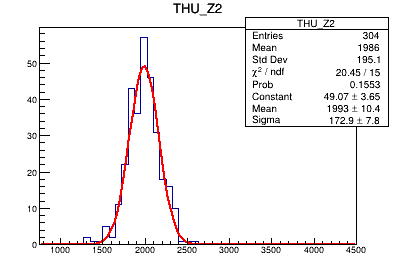 THU_Z2
THU_Z2
Entries 304
Mean 1986
Std Dev 195.1
χ² / ndf 20.45 / 15
Prob 0.1553
Constant 49.07 ± 3.65
Mean 1993 ± 10.4
Sigma 172.9 ± 7.8
50
40
30
20
10
0
1000 1500 2000 2500 3000 3500 4000 4500